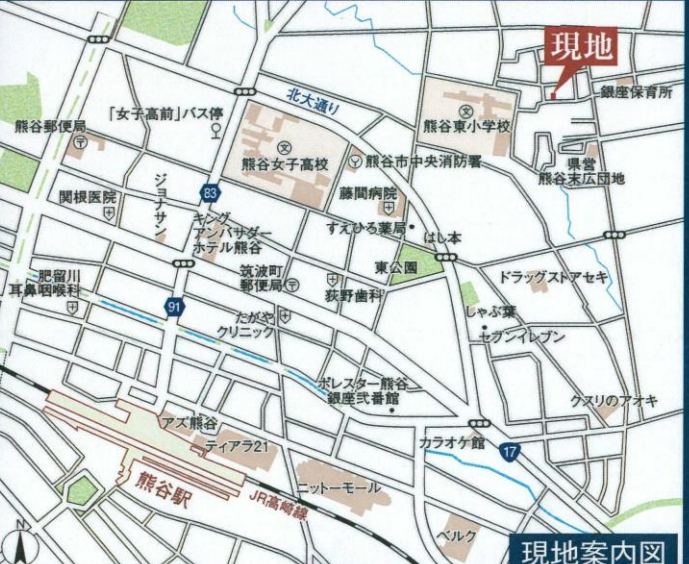 現地
銀座保育所
北大通り
「女子高前」バス停
熊谷郵便局
熊谷東小学校
熊谷女子高校
熊谷市中央消防署
県営
熊谷末広団地
関根医院
ジョナサン
83
藤間病院
キング
アンバサダー
ホテル熊谷
すえひろ薬局
はし本
東公園
ドラッグストアセキ
肥留川
耳鼻咽喉科
筑波町
郵便局
荻野歯科
91
たがや
クリニック
しゃぶ葉
セブンイレブン
ポレスター熊谷
銀座弐番館
クスリのアオキ
アズ熊谷
ティアラ21
カラオケ館
17
熊谷駅
JR高崎線
ニットーモール
ベルク
N
現地案内図